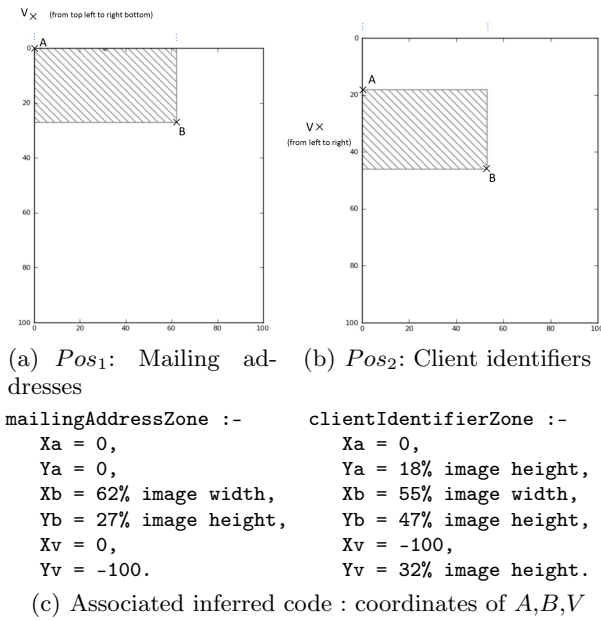 V× (from top left to right bottom)
A
B
0
20
40
60
80
100
0 20 40 60 80 100
V×
(from left to right)
A
B
0
20
40
60
80
100
0 20 40 60 80 100
(a) Pos₁: Mailing ad-
dresses
(b) Pos₂: Client identifiers
mailingAddressZone :-
Xa = 0,
Ya = 0,
Xb = 62% image width,
Yb = 27% image height,
Xv = 0,
Yv = -100.
clientIdentifierZone :-
Xa = 0,
Ya = 18% image height,
Xb = 55% image width,
Yb = 47% image height,
Xv = -100,
Yv = 32% image height.
(c) Associated inferred code : coordinates of A,B,V